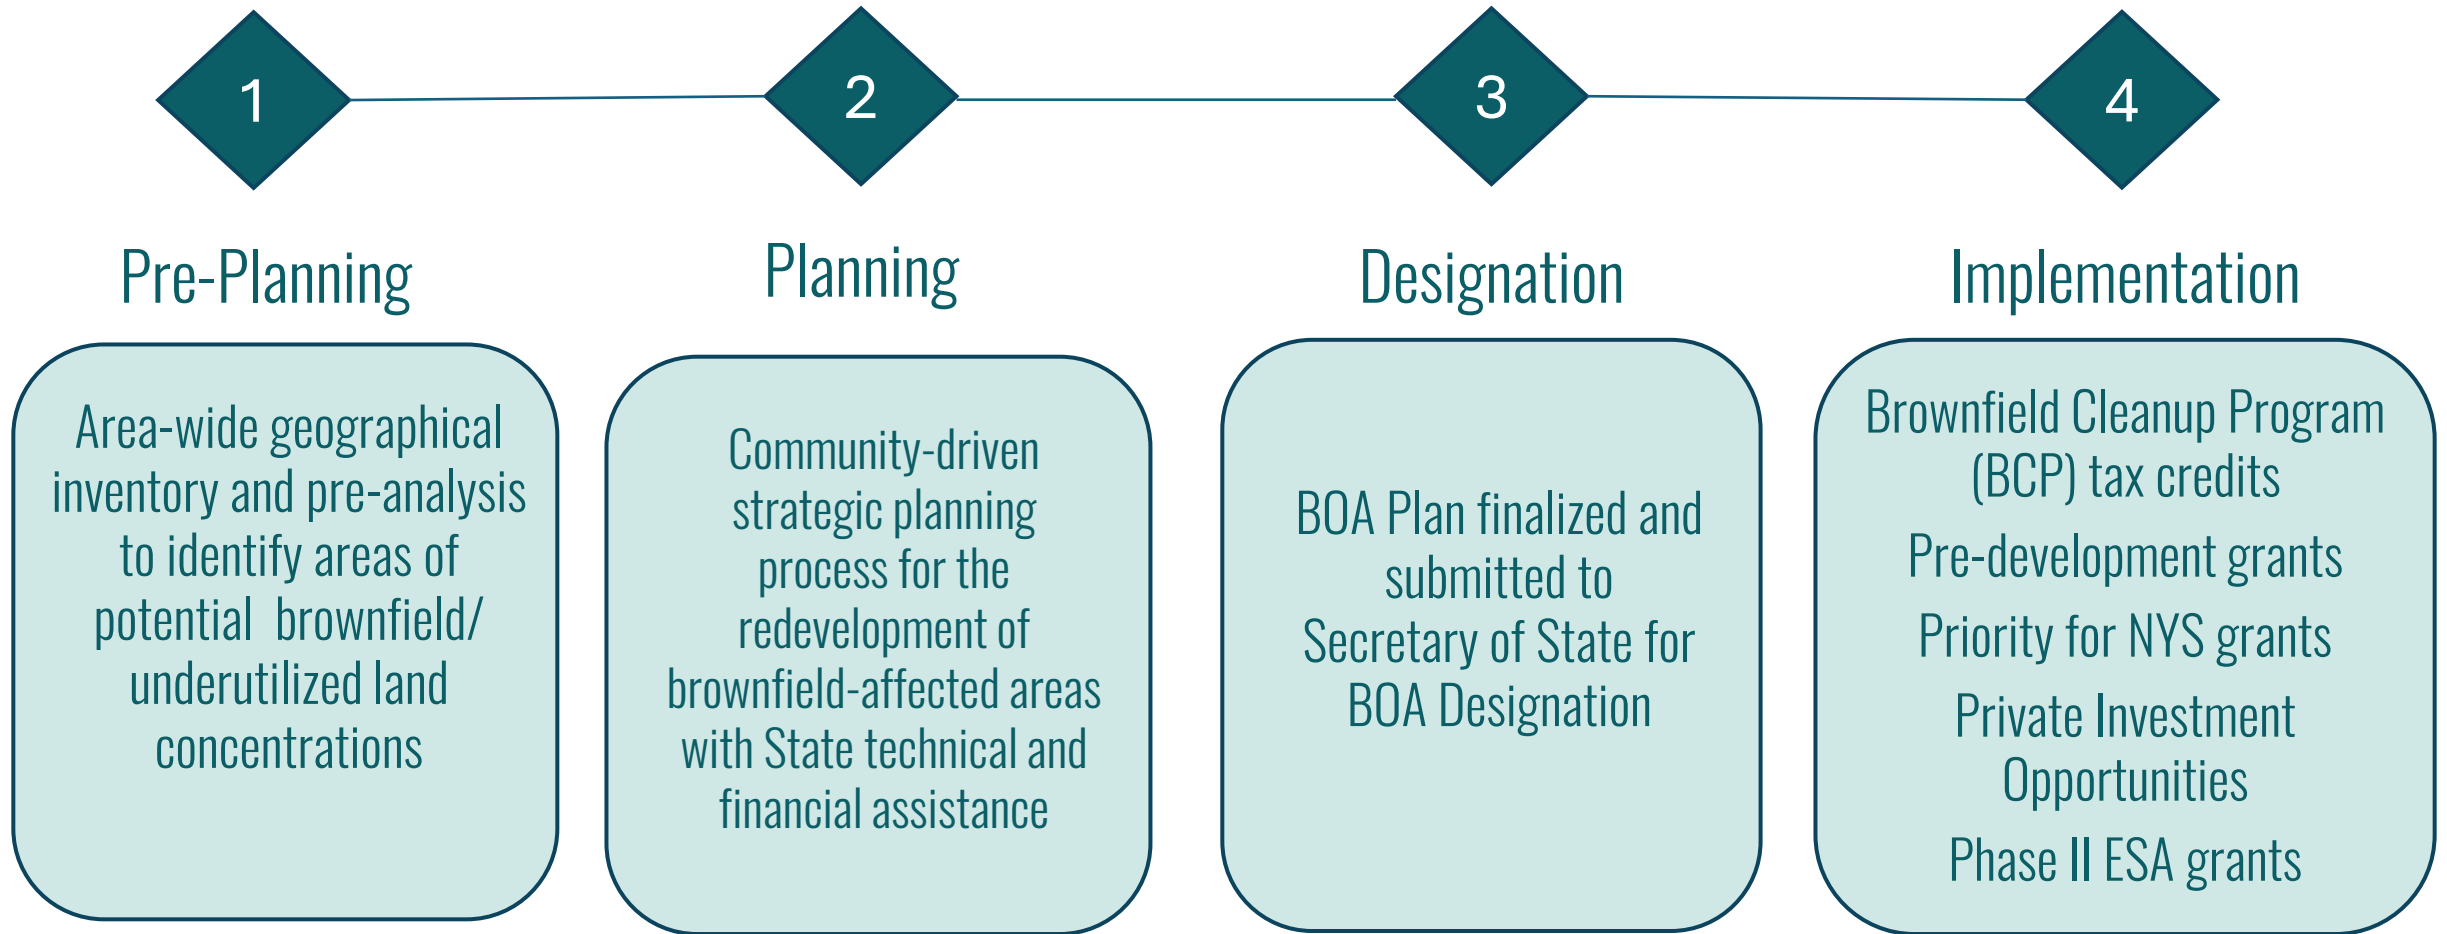 1
2
3
4
Pre-Planning
Planning
Designation
Implementation
Area-wide geographical
inventory and pre-analysis
to identify areas of
potential  brownfield/
underutilized land
concentrations
Community-driven
strategic planning
process for the
redevelopment of
brownfield-affected areas
with State technical and
financial assistance
BOA Plan finalized and
submitted to
Secretary of State for
BOA Designation
Brownfield Cleanup Program
(BCP) tax credits
Pre-development grants
Priority for NYS grants
Private Investment
Opportunities
Phase II ESA grants